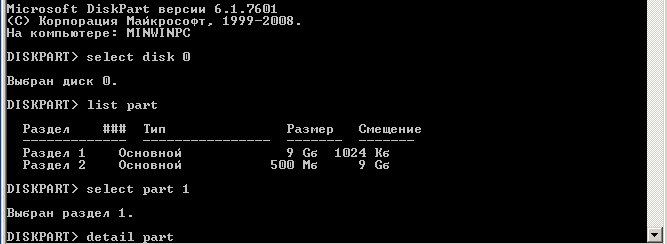 Microsoft DiskPart версии 6.1.7601
(C) Корпорация Майкрософт, 1999-2008.
На компьютере: MINWINPC
DISKPART> select disk 0
Выбран диск 0.
DISKPART> list part
Раздел ### Тип Размер Смещение
------------- ---------------- ------- --------
Раздел 1 Основной 9 Gб 1024 Kб
Раздел 2 Основной 500 Mб 9 Gб
DISKPART> select part 1
Выбран раздел 1.
DISKPART> detail part